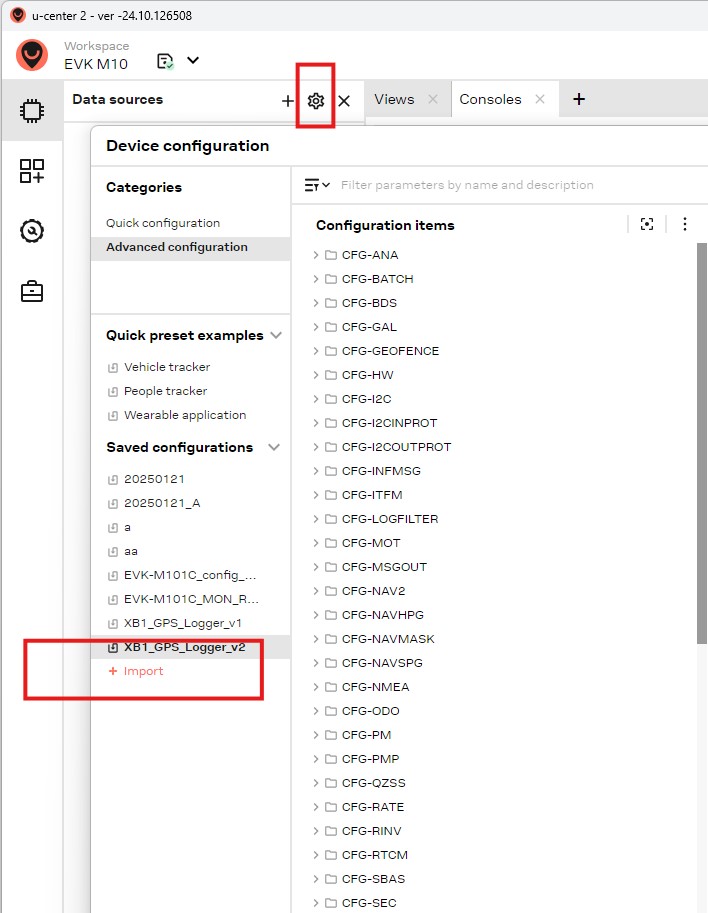 u-center 2 - ver -24.10.126508
Workspace
EVK M10
Data sources
Views
Consoles
Device configuration
Categories
Quick configuration
Advanced configuration
Quick preset examples
Vehicle tracker
People tracker
Wearable application
Saved configurations
20250121
20250121_A
a
aa
EVK-M101C_config_...
EVK-M101C_MON_R...
XB1_GPS_Logger_v1
XB1_GPS_Logger_v2
+ Import
Filter parameters by name and description
Configuration items
CFG-ANA
CFG-BATCH
CFG-BDS
CFG-GAL
CFG-GEOFENCE
CFG-HW
CFG-I2C
CFG-I2CINPROT
CFG-I2COUTPROT
CFG-INFMSG
CFG-ITFM
CFG-LOGFILTER
CFG-MOT
CFG-MSGOUT
CFG-NAV2
CFG-NAVHPG
CFG-NAVMASK
CFG-NAVSPG
CFG-NMEA
CFG-ODO
CFG-PM
CFG-PMP
CFG-QZSS
CFG-RATE
CFG-RINV
CFG-RTCM
CFG-SBAS
CFG-SEC